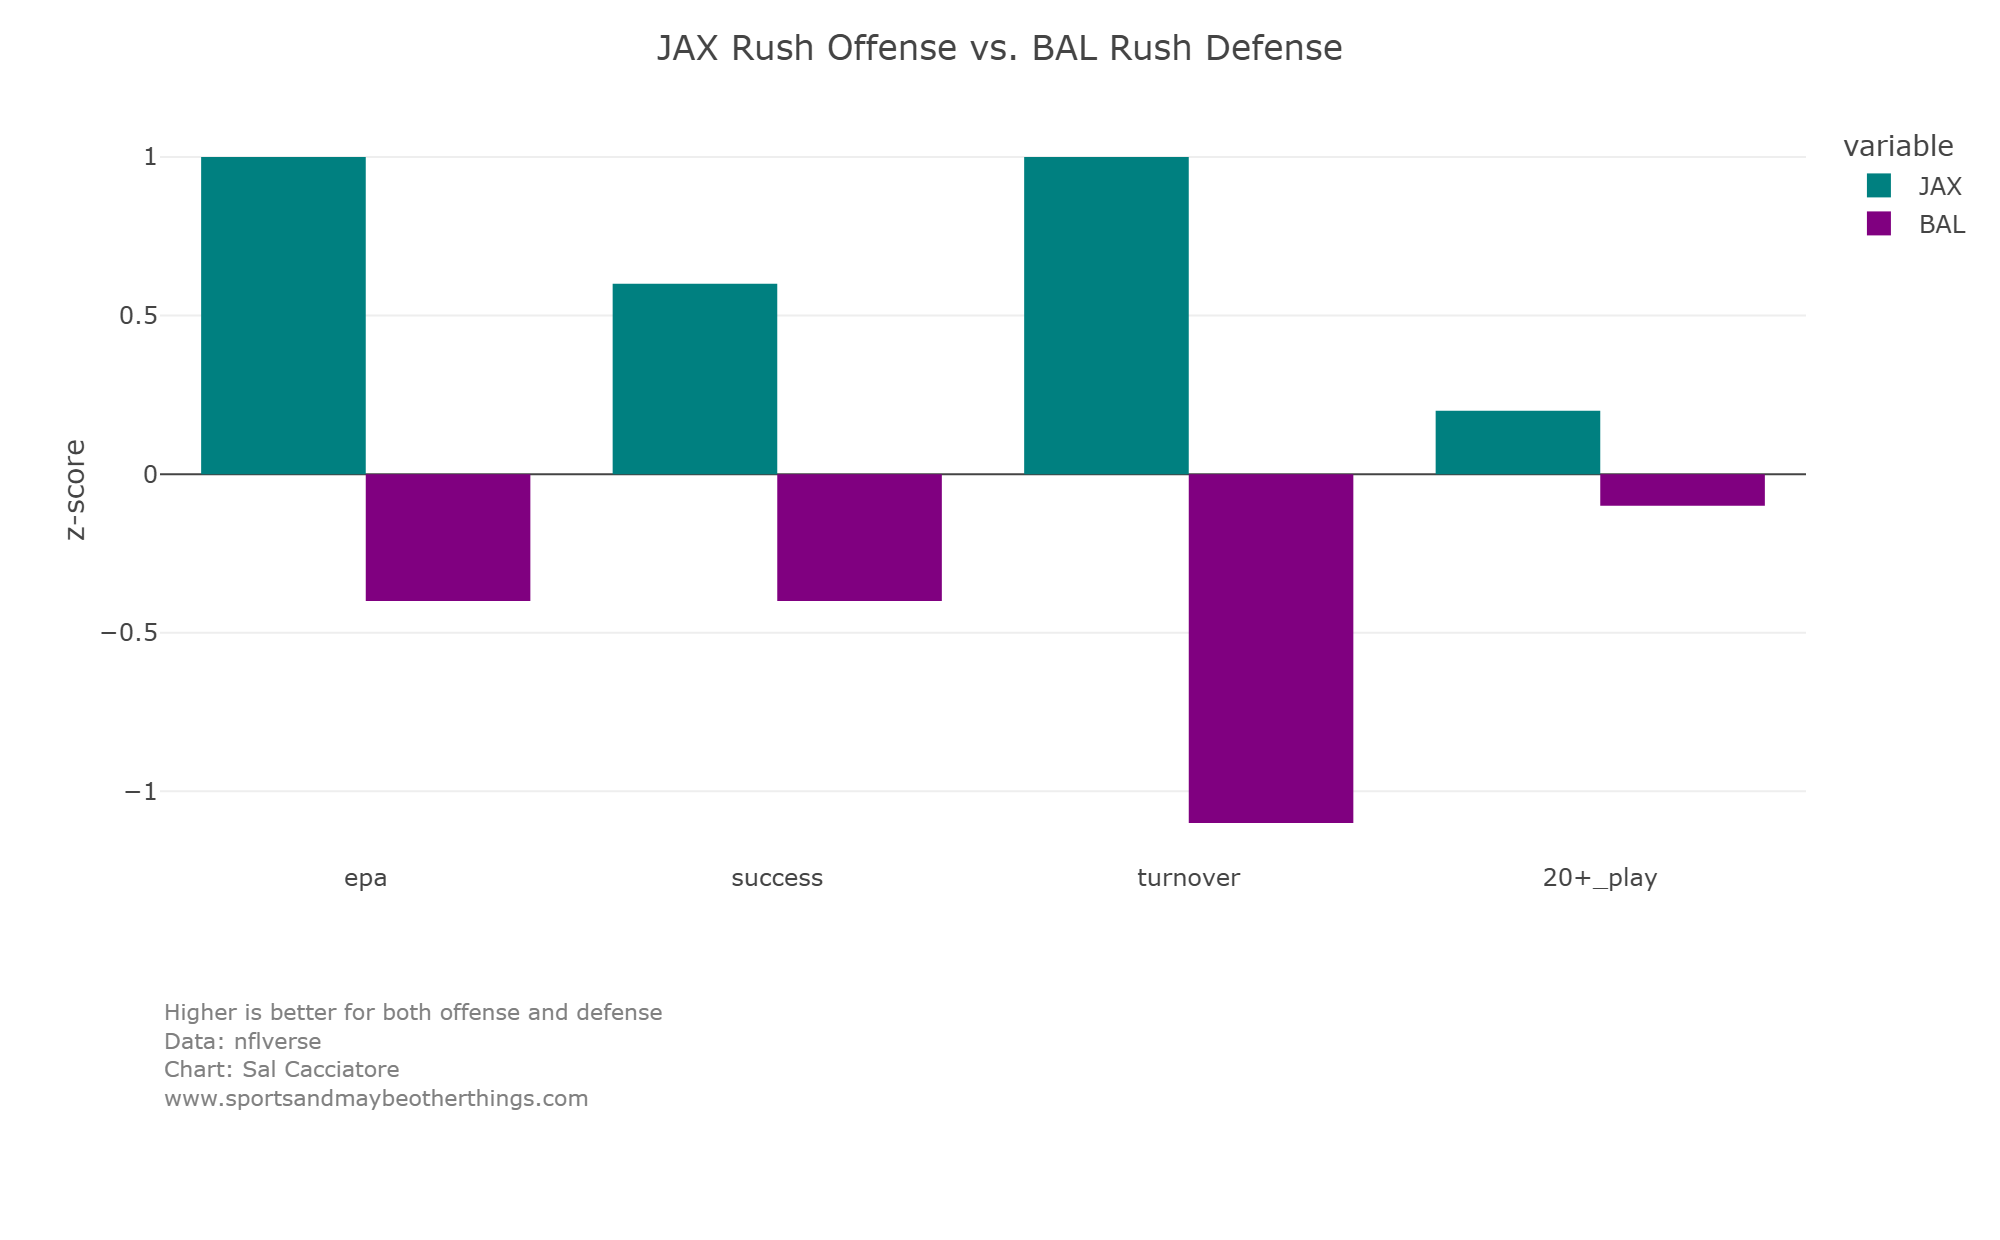 JAX Rush Offense vs. BAL Rush Defense
variable
JAX
BAL
z-score
1
0.5
0
−0.5
−1
epa
success
turnover
20+_play
Higher is better for both offense and defense
Data: nflverse
Chart: Sal Cacciatore
www.sportsandmaybeotherthings.com